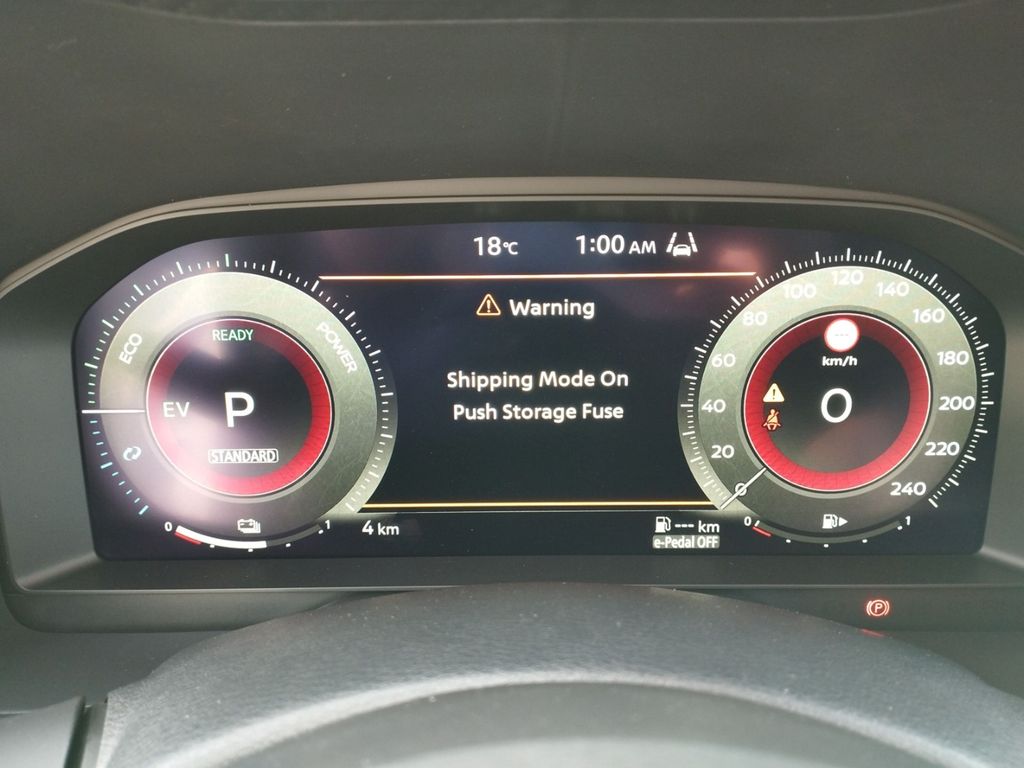 18°C 1:00 AM
Warning
Shipping Mode On
Push Storage Fuse
ECO
READY
POWER
EV P
STANDARD
0 1
4 km
--- km
e-Pedal OFF
0 20 40 60 80 100 120 140 160 180 200 220 240
---
km/h
0
0 1
P